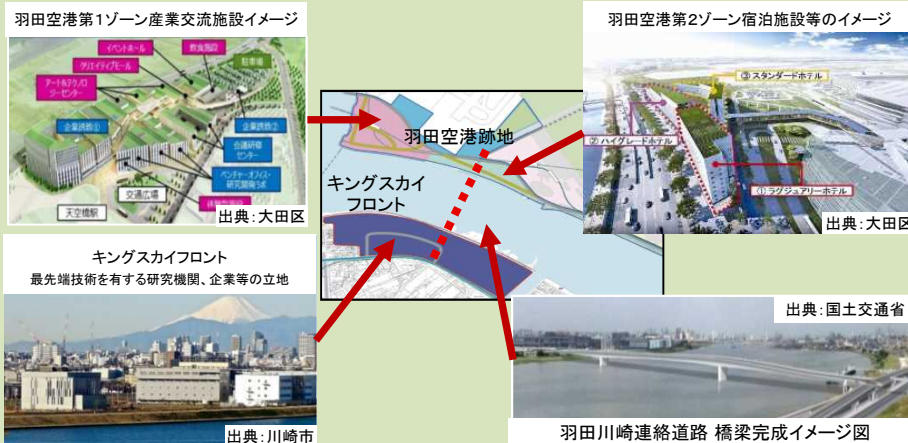 羽田空港第1ゾーン産業交流施設イメージ
イベントホール
飲食施設
クリエイティブモール
駐車場
アート&テクノロ
ジーセンター
企業誘致①
企業誘致②
会議研修
センター
ベンチャーオフィス・
研究開発ラボ
交通広場
天空橋駅
出典:大田区
羽田空港第2ゾーン宿泊施設等のイメージ
③スタンダードホテル
②ハイグレードホテル
①ラグジュアリーホテル
出典:大田区
羽田空港跡地
キングスカイ
フロント
キングスカイフロント
最先端技術を有する研究機関、企業等の立地
出典:川崎市
出典:国土交通省
羽田川崎連絡道路 橋梁完成イメージ図